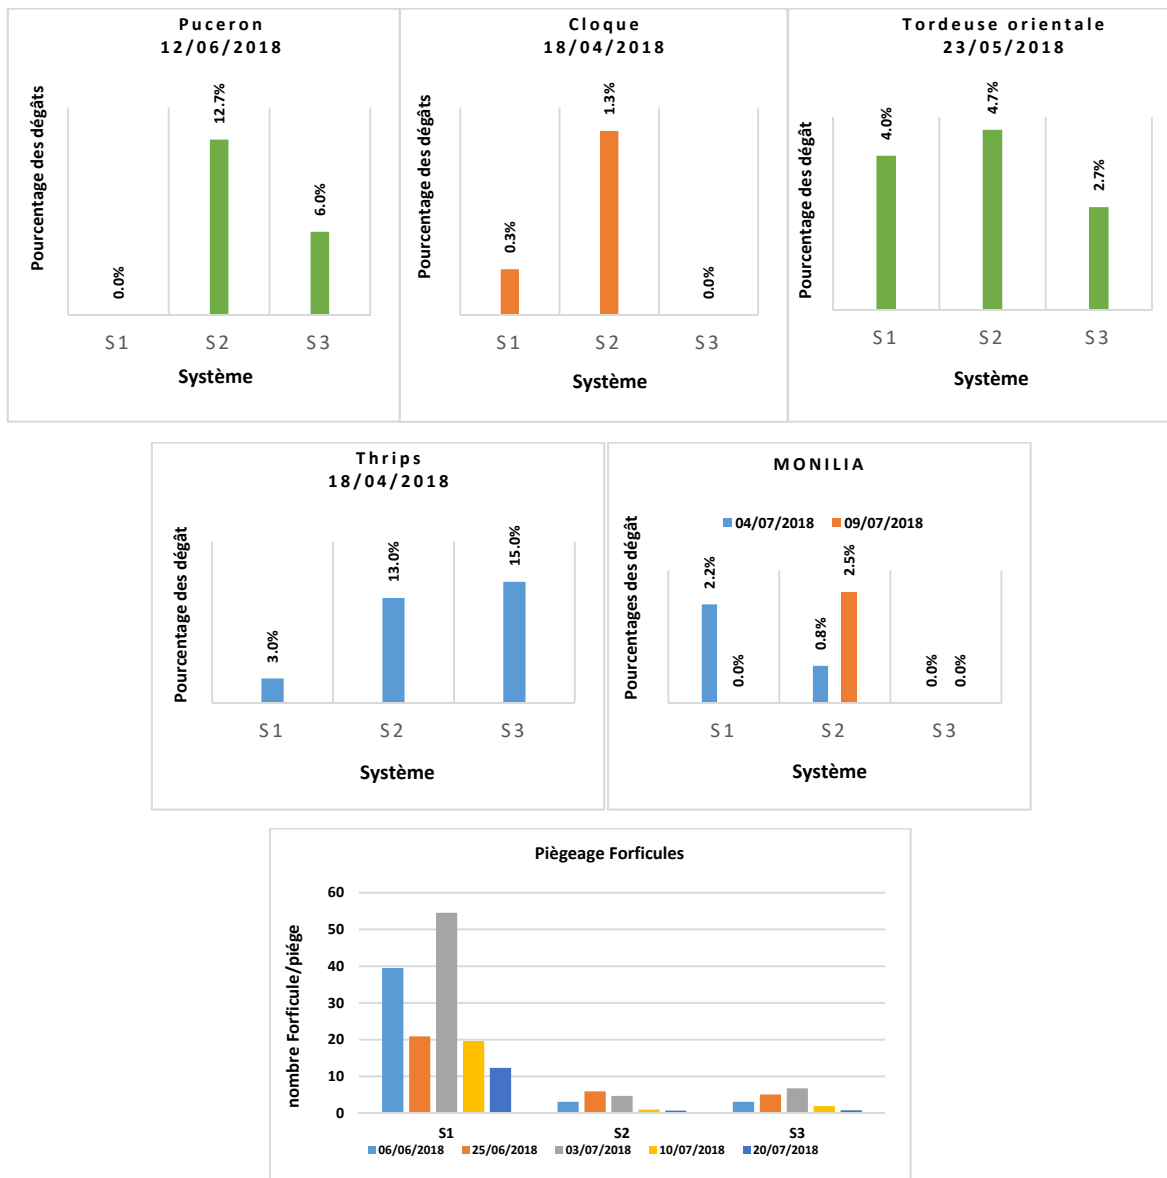 Puceron
12/06/2018
Pourcentage des dégâts
0.0%
12.7%
6.0%
S1 S2 S3
Système
Cloque
18/04/2018
Pourcentage des dégâts
0.3%
1.3%
0.0%
S1 S2 S3
Système
Tordeuse orientale
23/05/2018
Pourcentage des dégât
4.0%
4.7%
2.7%
S1 S2 S3
Système
Thrips
18/04/2018
Pourcentage des dégât
3.0%
13.0%
15.0%
S1 S2 S3
Système
MONILIA
04/07/2018 09/07/2018
Pourcentages des dégât
2.2%
0.0%
0.8%
2.5%
0.0%
0.0%
S1 S2 S3
Système
Piègeage Forficules
nombre Forficule/piége
60
50
40
30
20
10
0
S1 S2 S3
06/06/2018 25/06/2018 03/07/2018 10/07/2018 20/07/2018